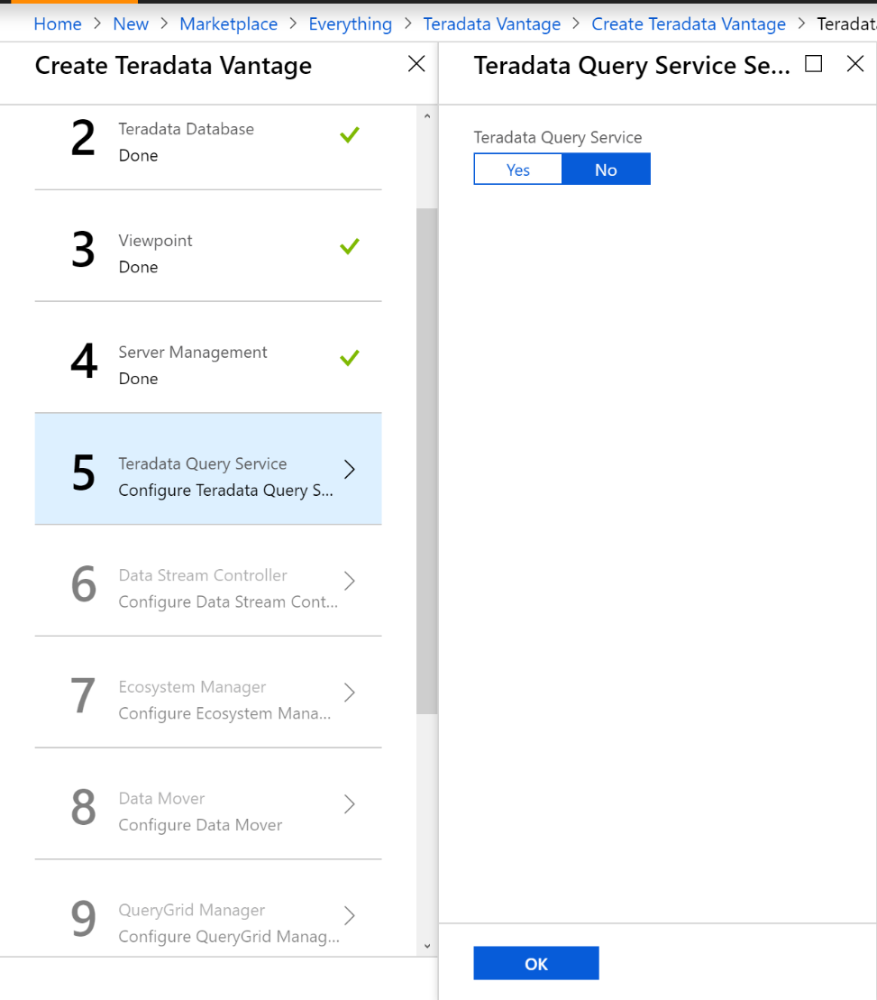 Home > New > Marketplace > Everything > Teradata Vantage > Create Teradata Vantage > Teradat
Create Teradata Vantage
2
Teradata Database
Done
3
Viewpoint
Done
4
Server Management
Done
5
Teradata Query Service
Configure Teradata Query S...
6
Data Stream Controller
Configure Data Stream Cont...
7
Ecosystem Manager
Configure Ecosystem Mana...
8
Data Mover
Configure Data Mover
9
QueryGrid Manager
Configure QueryGrid Manag...
Teradata Query Service Se...
Teradata Query Service
Yes No
OK